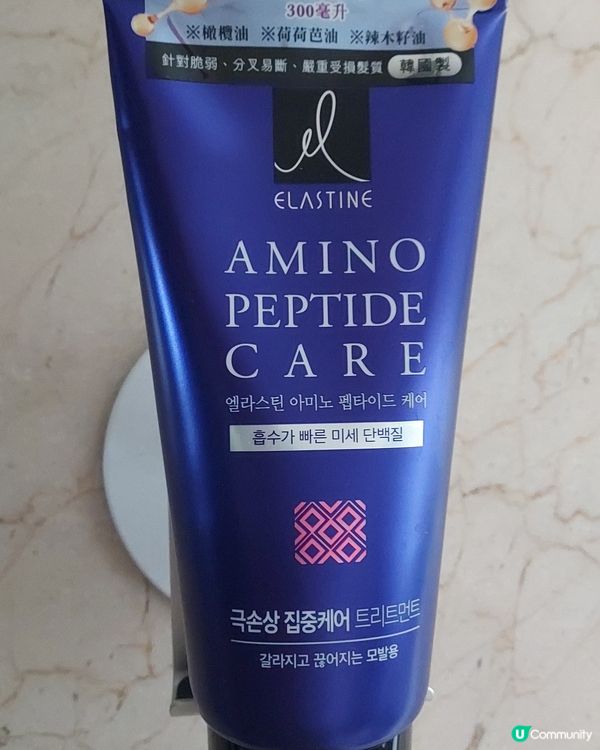 300毫升
※橄欖油 ※荷荷芭油 ※辣木籽油
針對脆弱、分叉易斷、嚴重受損髮質 韓國製
el
ELASTINE
AMINO
PEPTIDE
CARE
엘라스틴 아미노 펩타이드 케어
흡수가 빠른 미세 단백질
극손상 집중케어 트리트먼트
갈라지고 끊어지는 모발용
U Community